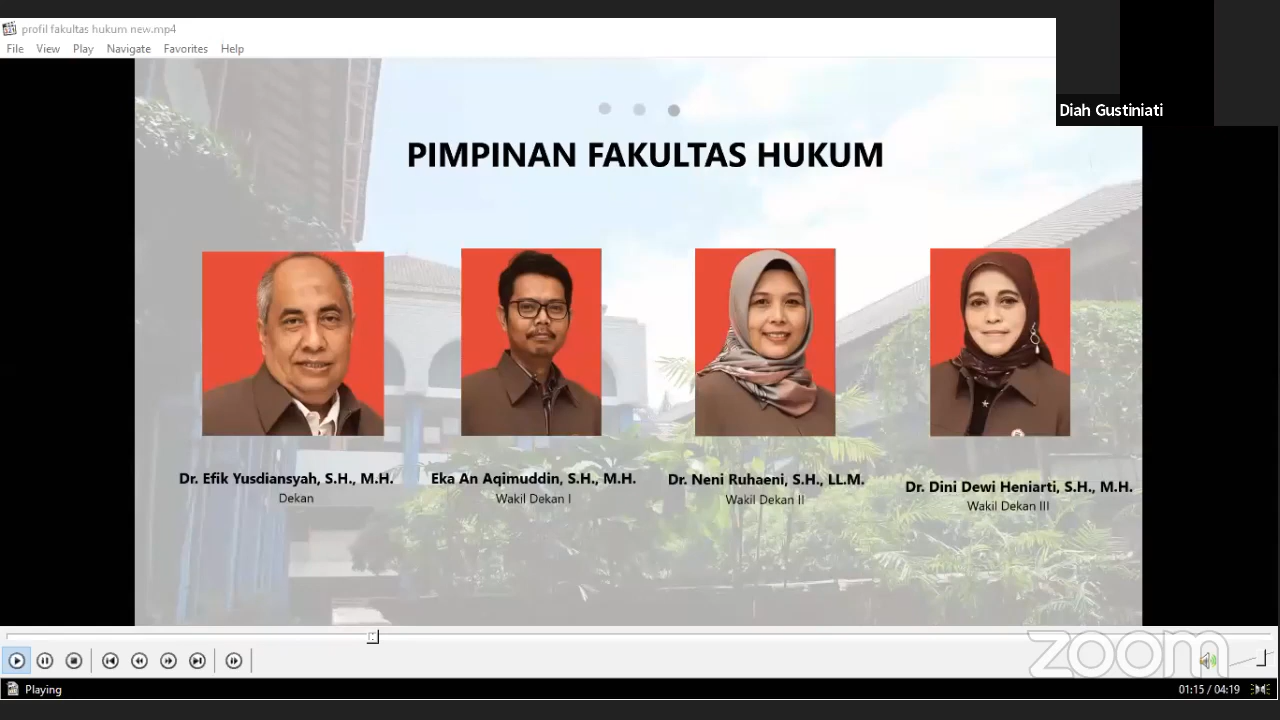 profil fakultas hukum new.mp4
File View Play Navigate Favorites Help
Diah Gustiniati
PIMPINAN FAKULTAS HUKUM
Dr. Efik Yusdiansyah, S.H., M.H.
Dekan
Eka An Aqimuddin, S.H., M.H.
Wakil Dekan I
Dr. Neni Ruhaeni, S.H., LL.M.
Wakil Dekan II
Dr. Dini Dewi Heniarti, S.H., M.H.
Wakil Dekan III
zoom
Playing
01:15 / 04:19